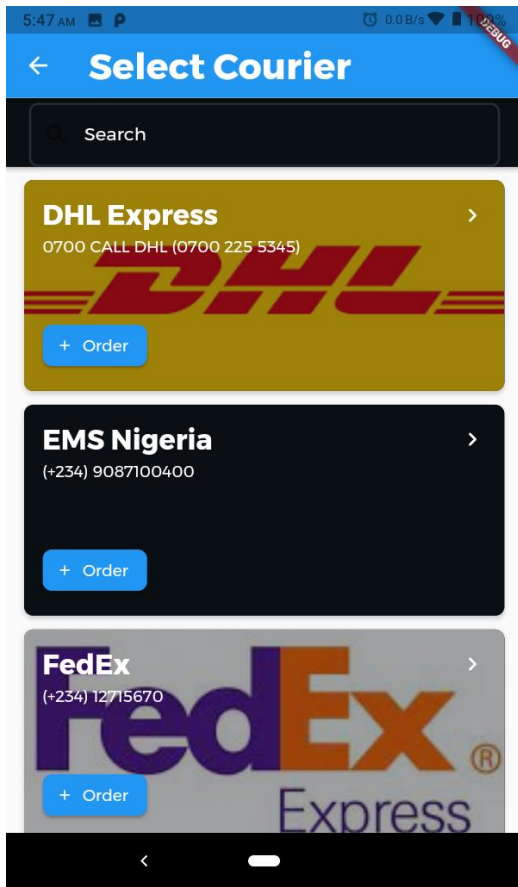 5:47 AM
0.0 B/s
100%
DEBUG
Select Courier
Search
DHL Express
0700 CALL DHL (0700 225 5345)
DHL
+ Order
EMS Nigeria
(+234) 9087100400
+ Order
FedEx
(+234) 12715670
FedEx ®
Express
+ Order